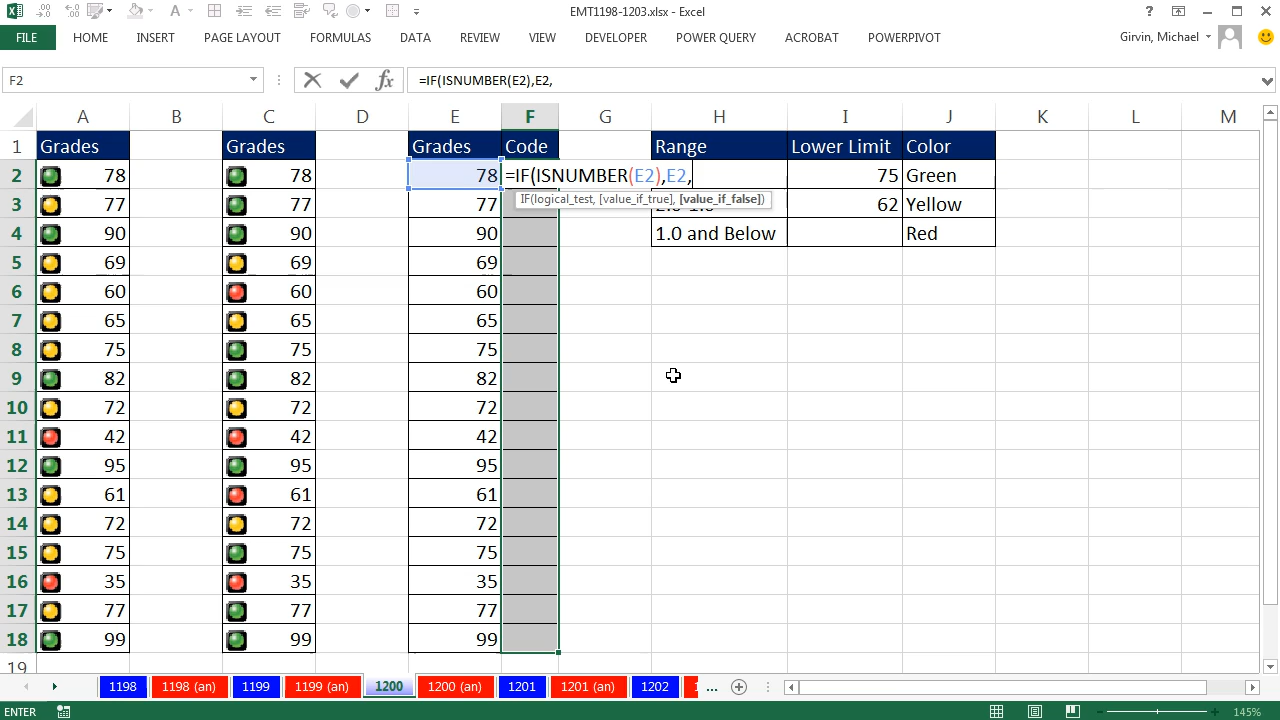 EMT1198-1203.xlsx - Excel
FILE HOME INSERT PAGE LAYOUT FORMULAS DATA REVIEW VIEW DEVELOPER POWER QUERY ACROBAT POWERPIVOT Girvin, Michael
F2 =IF(ISNUMBER(E2),E2,
A B C D E F G H I J K L M
1 Grades Grades Grades Code Range Lower Limit Color
2 78 78 78 =IF(ISNUMBER(E2),E2, 75 Green
IF(logical_test, [value_if_true], [value_if_false])
3 77 77 77 62 Yellow
4 90 90 90 1.0 and Below Red
5 69 69 69
6 60 60 60
7 65 65 65
8 75 75 75
9 82 82 82
10 72 72 72
11 42 42 42
12 95 95 95
13 61 61 61
14 72 72 72
15 75 75 75
16 35 35 35
17 77 77 77
18 99 99 99
19
1198 1198 (an) 1199 1199 (an) 1200 1200 (an) 1201 1201 (an) 1202 ...
ENTER 145%